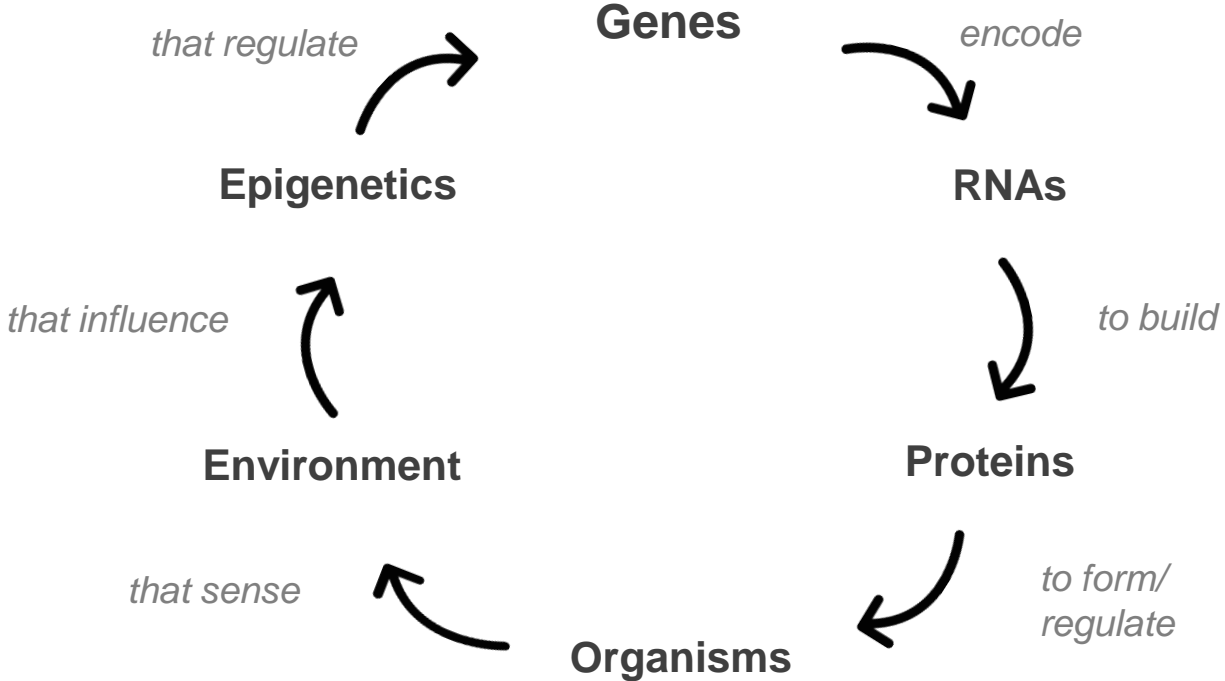 Genes
encode
RNAs
to build
Proteins
to form/
regulate
Organisms
that sense
Environment
that influence
Epigenetics
that regulate